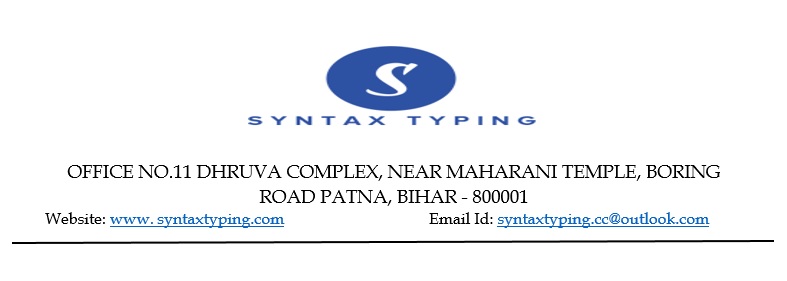 S
SYNTAX TYPING
OFFICE NO.11 DHRUVA COMPLEX, NEAR MAHARANI TEMPLE, BORING
ROAD PATNA, BIHAR - 800001
Website: www. syntaxtyping.com Email Id: syntaxtyping.cc@outlook.com